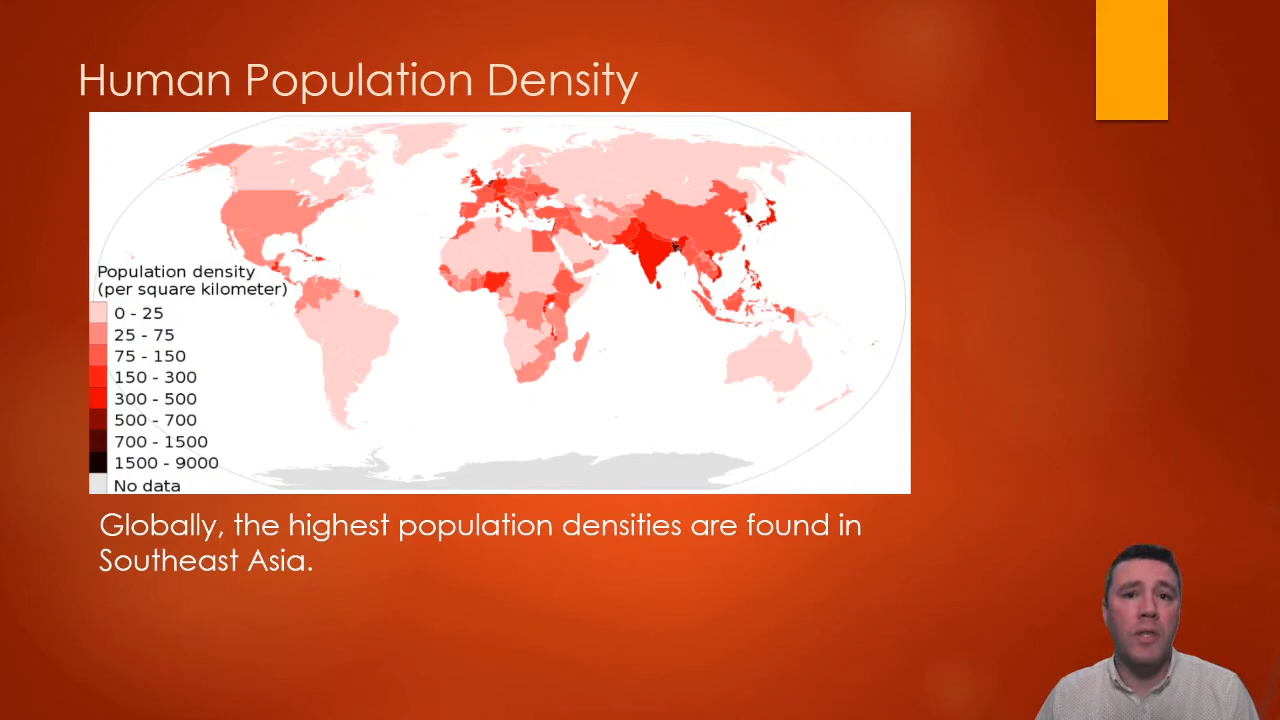 Human Population Density
Population density
(per square kilometer)
0 - 25
25 - 75
75 - 150
150 - 300
300 - 500
500 - 700
700 - 1500
1500 - 9000
No data
Globally, the highest population densities are found in
Southeast Asia.